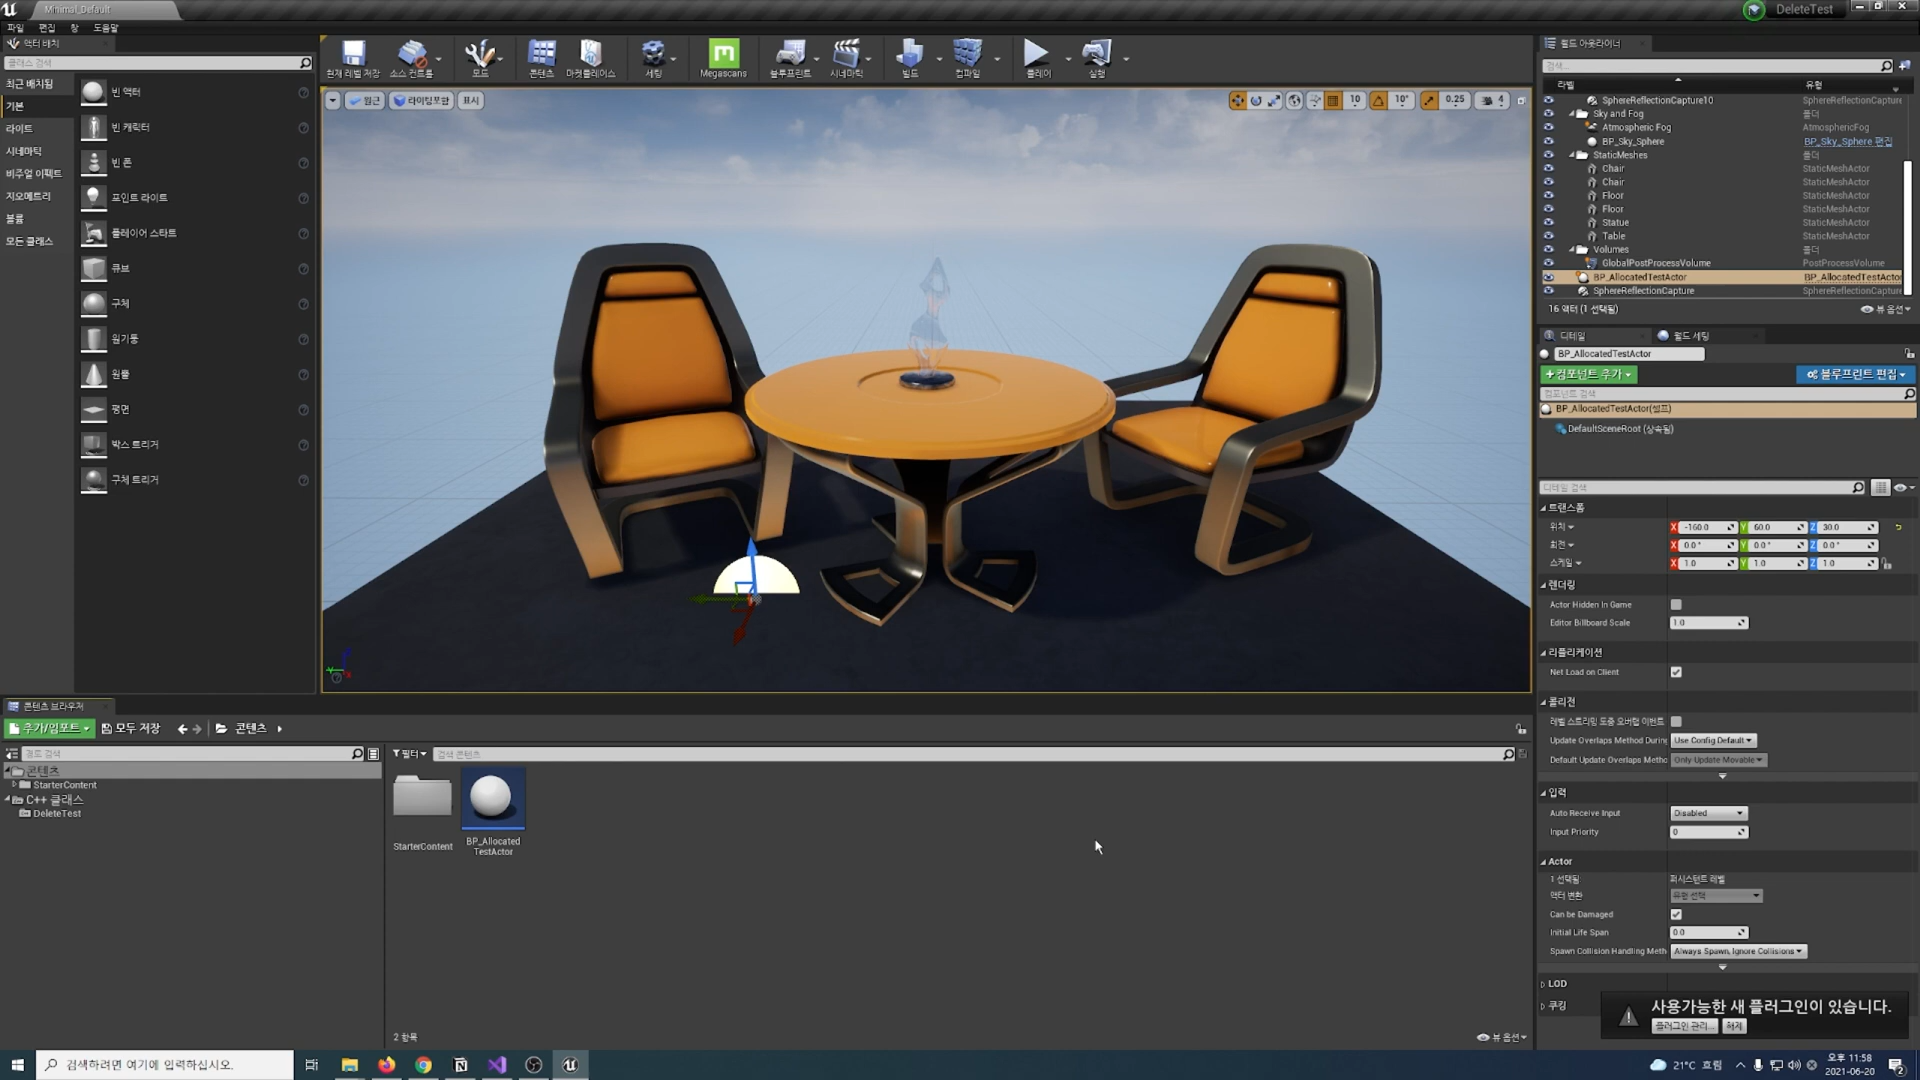 Minimal_Default
DeleteTest
파일 편집 창 도움말
액터 배치
클래스 검색
최근 배치됨
기본
라이트
시네마틱
비주얼 이펙트
지오메트리
볼륨
모든 클래스
빈 액터
빈 캐릭터
빈 폰
포인트 라이트
플레이어 스타트
큐브
구체
원기둥
원뿔
평면
박스 트리거
구체 트리거
현재 레벨 저장 소스 컨트롤 모드 콘텐츠 마켓플레이스 세팅 Megascans 블루프린트 시네마틱 빌드 컴파일 플레이 실행
원근 라이팅포함 표시
10 10° 0.25 4
월드 아웃라이너
검색...
라벨 유형
SphereReflectionCapture10 SphereReflectionCapture
Sky and Fog 폴더
Atmospheric Fog AtmosphericFog
BP_Sky_Sphere BP_Sky_Sphere 편집
StaticMeshes 폴더
Chair StaticMeshActor
Chair StaticMeshActor
Floor StaticMeshActor
Floor StaticMeshActor
Statue StaticMeshActor
Table StaticMeshActor
Volumes 폴더
GlobalPostProcessVolume PostProcessVolume
BP_AllocatedTestActor BP_AllocatedTestActor
SphereReflectionCapture SphereReflectionCapture
16 액터 (1 선택됨) 뷰 옵션
디테일 월드 세팅
BP_AllocatedTestActor
+컴포넌트 추가 블루프린트 편집
컴포넌트 검색
BP_AllocatedTestActor(셀프)
DefaultSceneRoot (상속됨)
디테일 검색
트랜스폼
위치 X -160.0 Y 60.0 Z 30.0
회전 X 0.0° Y 0.0° Z 0.0°
스케일 X 1.0 Y 1.0 Z 1.0
렌더링
Actor Hidden In Game
Editor Billboard Scale 1.0
리플리케이션
Net Load on Client
콜리전
레벨 스트리밍 도중 오버랩 이벤트
Update Overlaps Method During Use Config Default
Default Update Overlaps Metho Only Update Movable
입력
Auto Receive Input Disabled
Input Priority 0
Actor
1 선택됨 퍼시스턴트 레벨
액터 변환 유형 선택
Can be Damaged
Initial Life Span 0.0
Spawn Collision Handling Meth Always Spawn, Ignore Collisions
LOD
쿠킹
사용가능한 새 플러그인이 있습니다.
플러그인 관리... 해제
콘텐츠 브라우저
추가/임포트 모두 저장 콘텐츠
경로 검색
콘텐츠
StarterContent
C++ 클래스
DeleteTest
필터 검색 콘텐츠
StarterContent
BP_Allocated
TestActor
2 항목 뷰 옵션
검색하려면 여기에 입력하십시오.
21°C 흐림
오후 11:58
2021-06-20
2